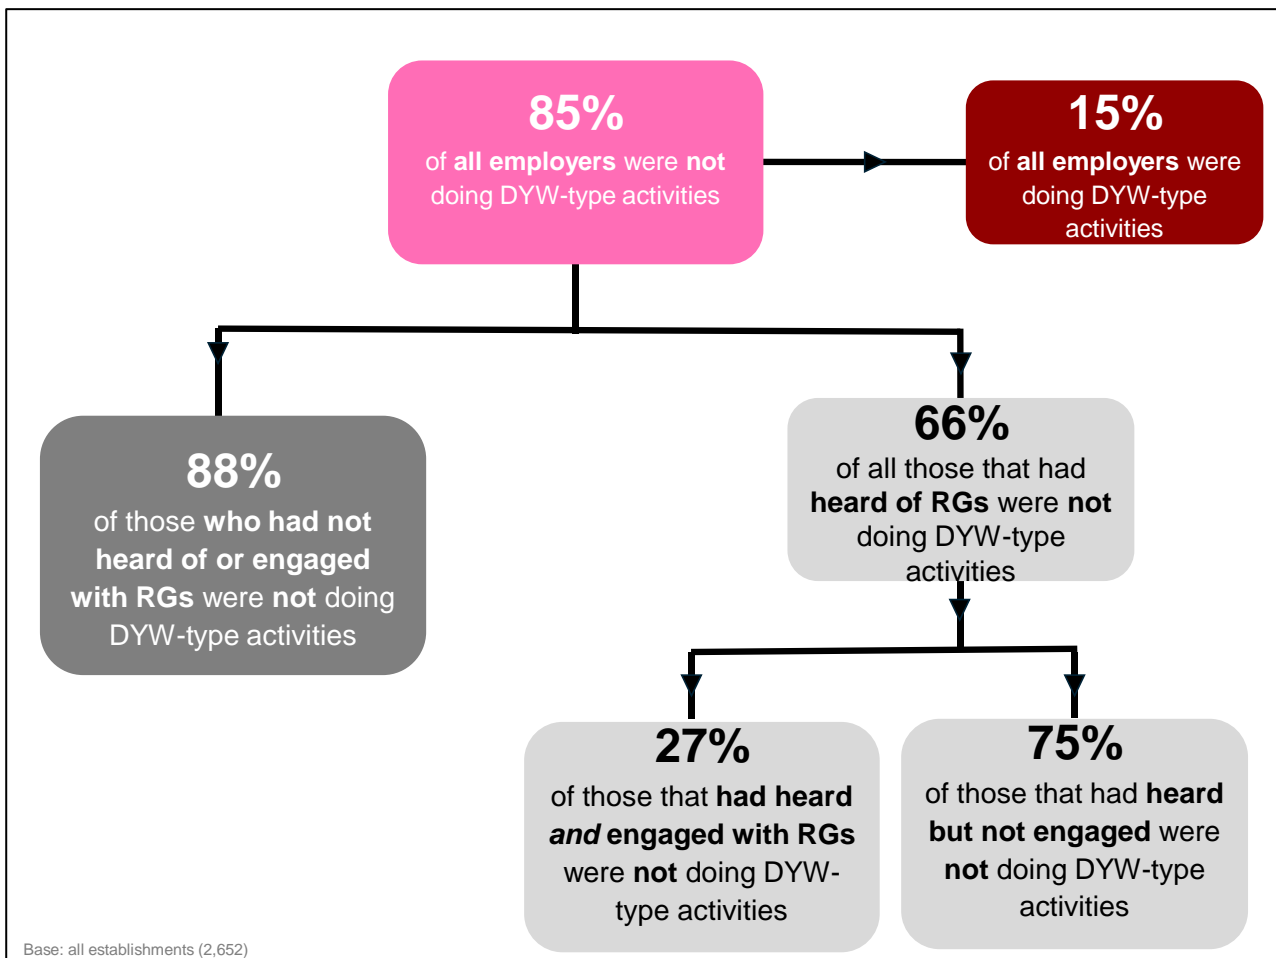 85%
of all employers were not
doing DYW-type activities
15%
of all employers were
doing DYW-type
activities
88%
of those who had not
heard of or engaged
with RGs were not doing
DYW-type activities
66%
of all those that had
heard of RGs were not
doing DYW-type
activities
27%
of those that had heard
and engaged with RGs
were not doing DYW-
type activities
75%
of those that had heard
but not engaged were
not doing DYW-type
activities
Base: all establishments (2,652)